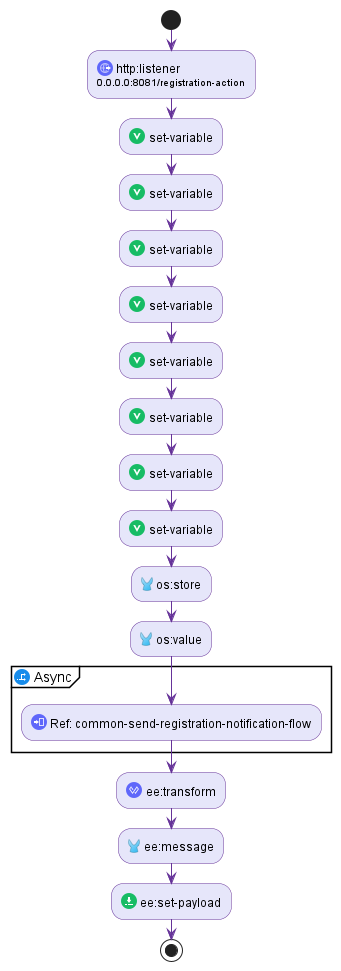 http:listener
0.0.0.0:8081/registration-action
set-variable
set-variable
set-variable
set-variable
set-variable
set-variable
set-variable
set-variable
os:store
os:value
Async
Ref: common-send-registration-notification-flow
ee:transform
ee:message
ee:set-payload